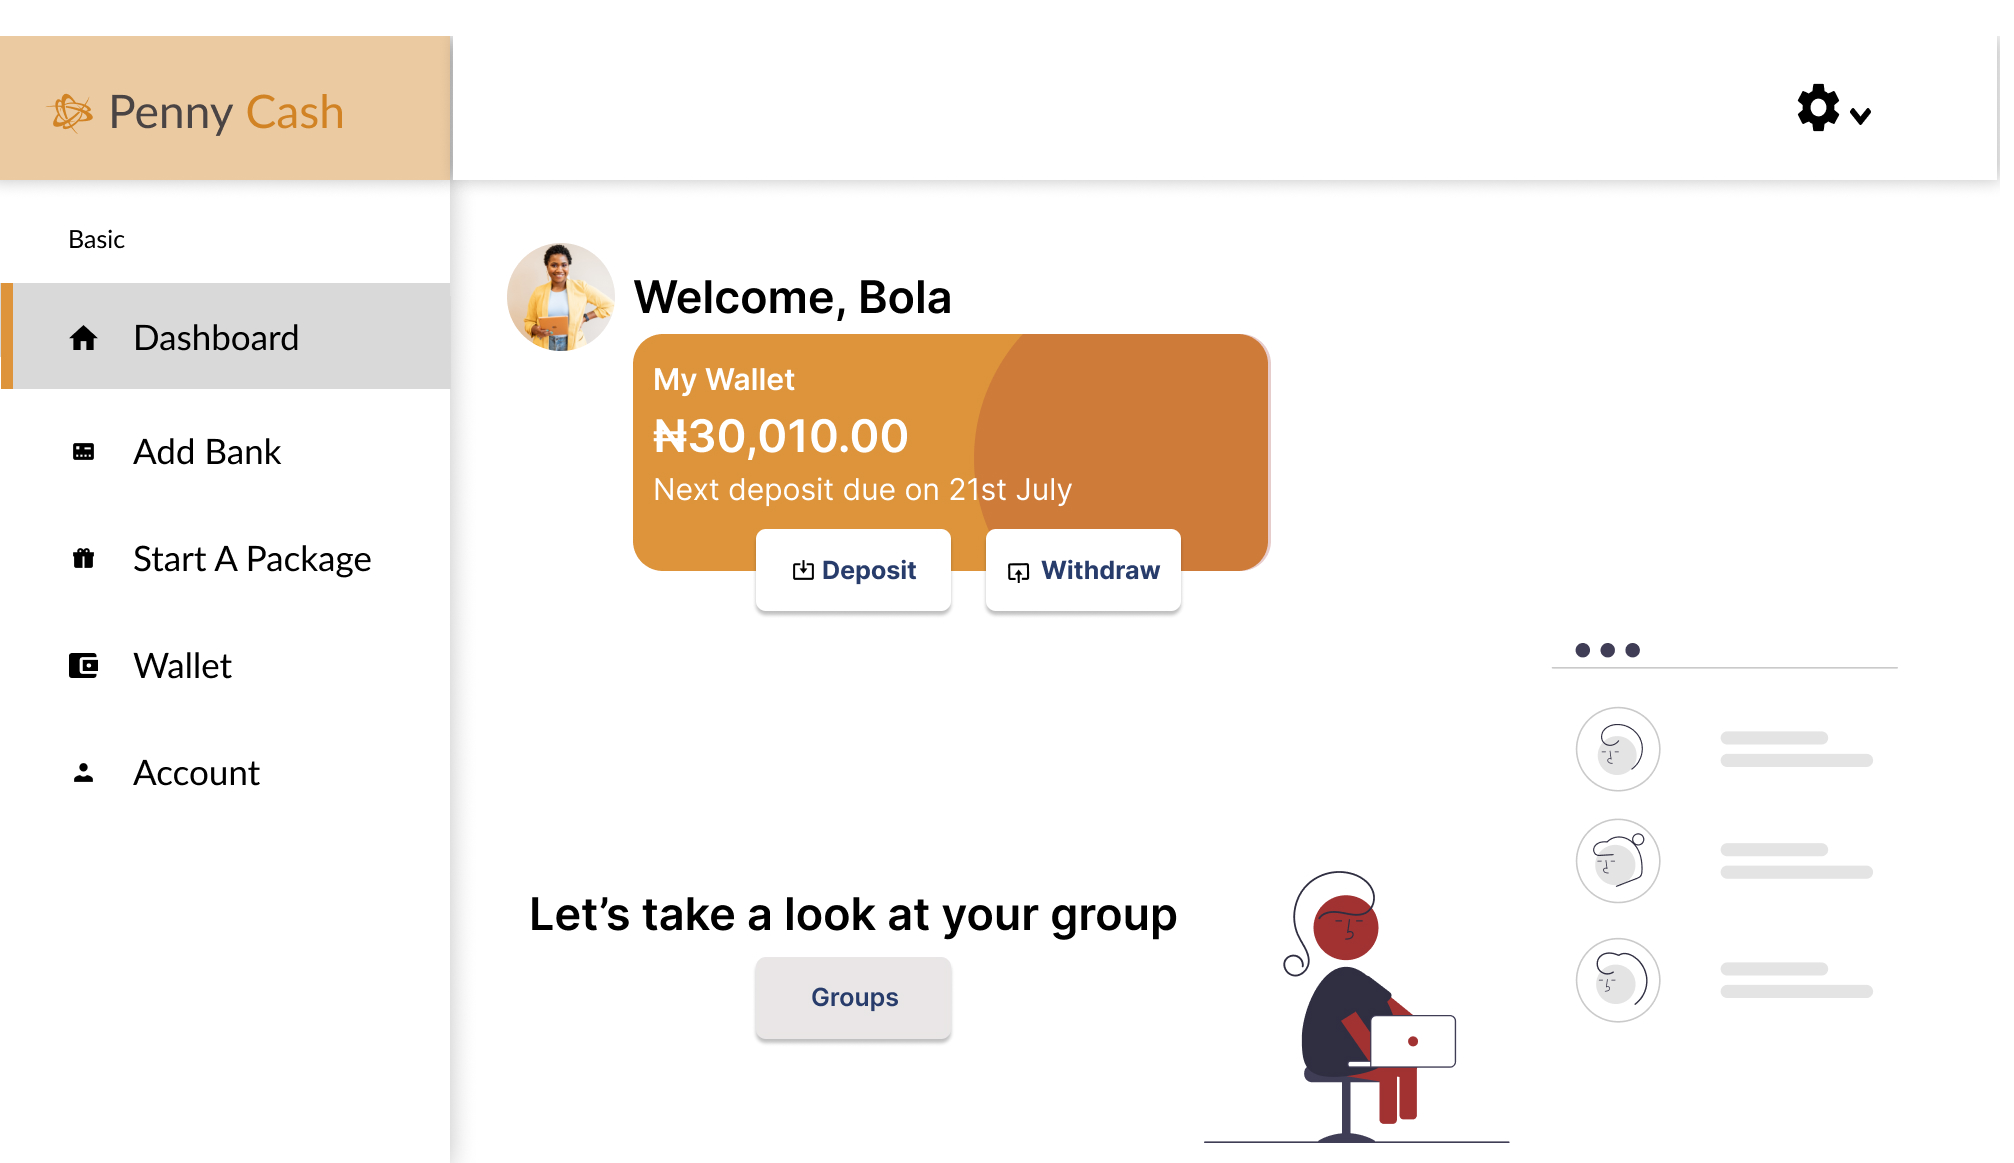 Penny Cash
Basic
Dashboard
Add Bank
Start A Package
Wallet
Account
Welcome, Bola
My Wallet
₦30,010.00
Next deposit due on 21st July
Deposit
Withdraw
Let’s take a look at your group
Groups